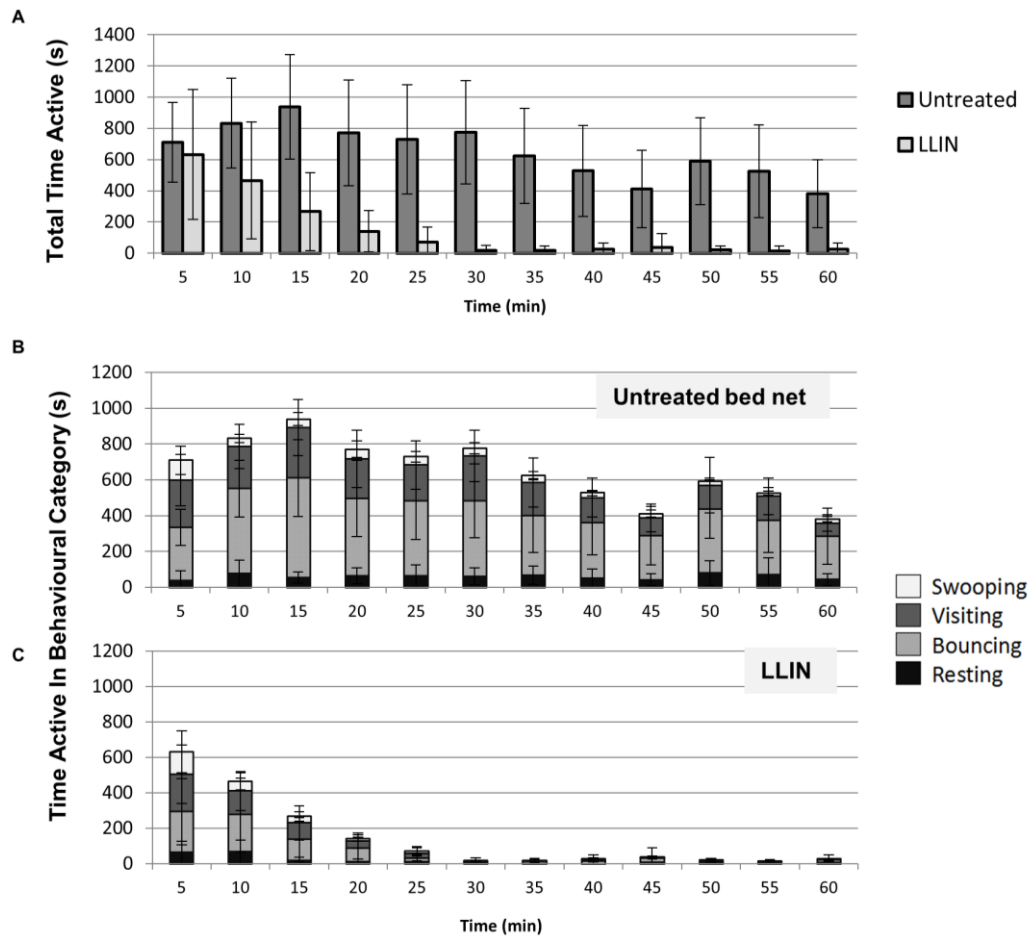 A
Total Time Active (s)
1400
1200
1000
800
600
400
200
0
5 10 15 20 25 30 35 40 45 50 55 60
Time (min)
Untreated
LLIN
Time Active In Behavioural Category (s)
B
1200
1000
800
600
400
200
0
Untreated bed net
5 10 15 20 25 30 35 40 45 50 55 60
C
1200
1000
800
600
400
200
0
LLIN
5 10 15 20 25 30 35 40 45 50 55 60
Time (min)
Swooping
Visiting
Bouncing
Resting